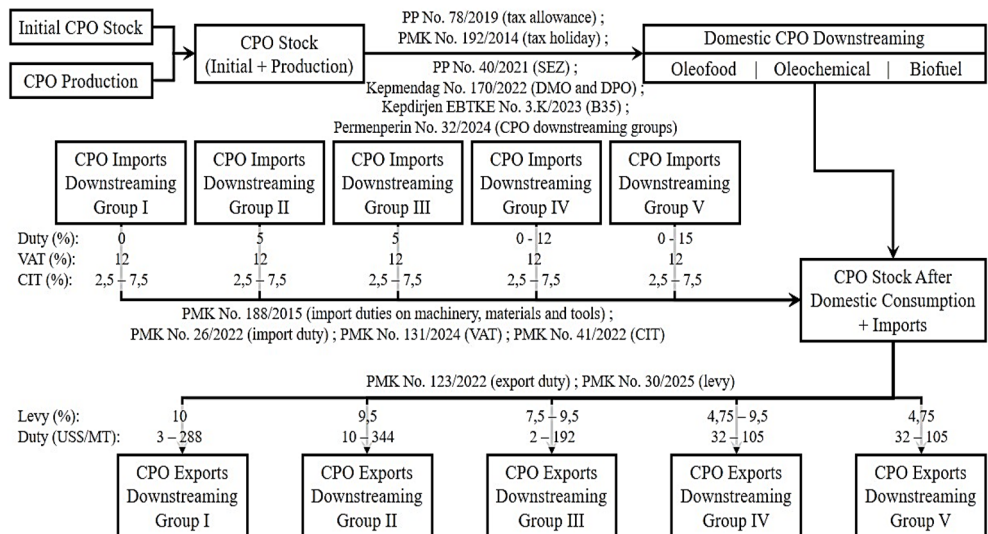 Initial CPO Stock
CPO Production
CPO Stock
(Initial + Production)
PP No. 78/2019 (tax allowance) ;
PMK No. 192/2014 (tax holiday) ;
PP No. 40/2021 (SEZ) ;
Kepmendag No. 170/2022 (DMO and DPO) ;
Kepdirjen EBTKE No. 3.K/2023 (B35) ;
Permenperin No. 32/2024 (CPO downstreaming groups)
Domestic CPO Downstreaming
Oleofood | Oleochemical | Biofuel
CPO Imports
Downstreaming
Group I
CPO Imports
Downstreaming
Group II
CPO Imports
Downstreaming
Group III
CPO Imports
Downstreaming
Group IV
CPO Imports
Downstreaming
Group V
Duty (%): 0 5 5 0 - 12 0 - 15
VAT (%): 12 12 12 12 12
CIT (%): 2,5 – 7,5 2,5 – 7,5 2,5 – 7,5 2,5 – 7,5 2,5 – 7,5
PMK No. 188/2015 (import duties on machinery, materials and tools) ;
PMK No. 26/2022 (import duty) ; PMK No. 131/2024 (VAT) ; PMK No. 41/2022 (CIT)
CPO Stock After
Domestic Consumption
+ Imports
PMK No. 123/2022 (export duty) ; PMK No. 30/2025 (levy)
Levy (%): 10 9,5 7,5 – 9,5 4,75 – 9,5 4,75
Duty (US$/MT): 3 – 288 10 – 344 2 – 192 32 – 105 32 – 105
CPO Exports
Downstreaming
Group I
CPO Exports
Downstreaming
Group II
CPO Exports
Downstreaming
Group III
CPO Exports
Downstreaming
Group IV
CPO Exports
Downstreaming
Group V